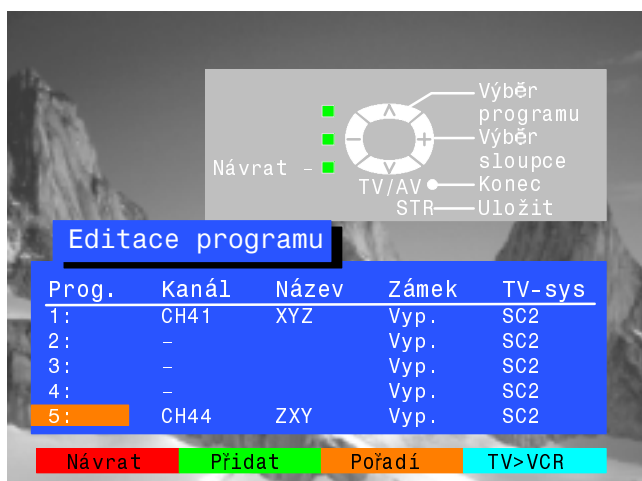 Výběr
programu
Výběr
sloupce
Návrat –
TV/AV Konec
STR Uložit
Editace programu
Prog. Kanál Název Zámek TV-sys
1: CH41 XYZ Vyp. SC2
2: – Vyp. SC2
3: – Vyp. SC2
4: – Vyp. SC2
5: CH44 ZXY Vyp. SC2
Návrat Přidat Pořadí TV>VCR